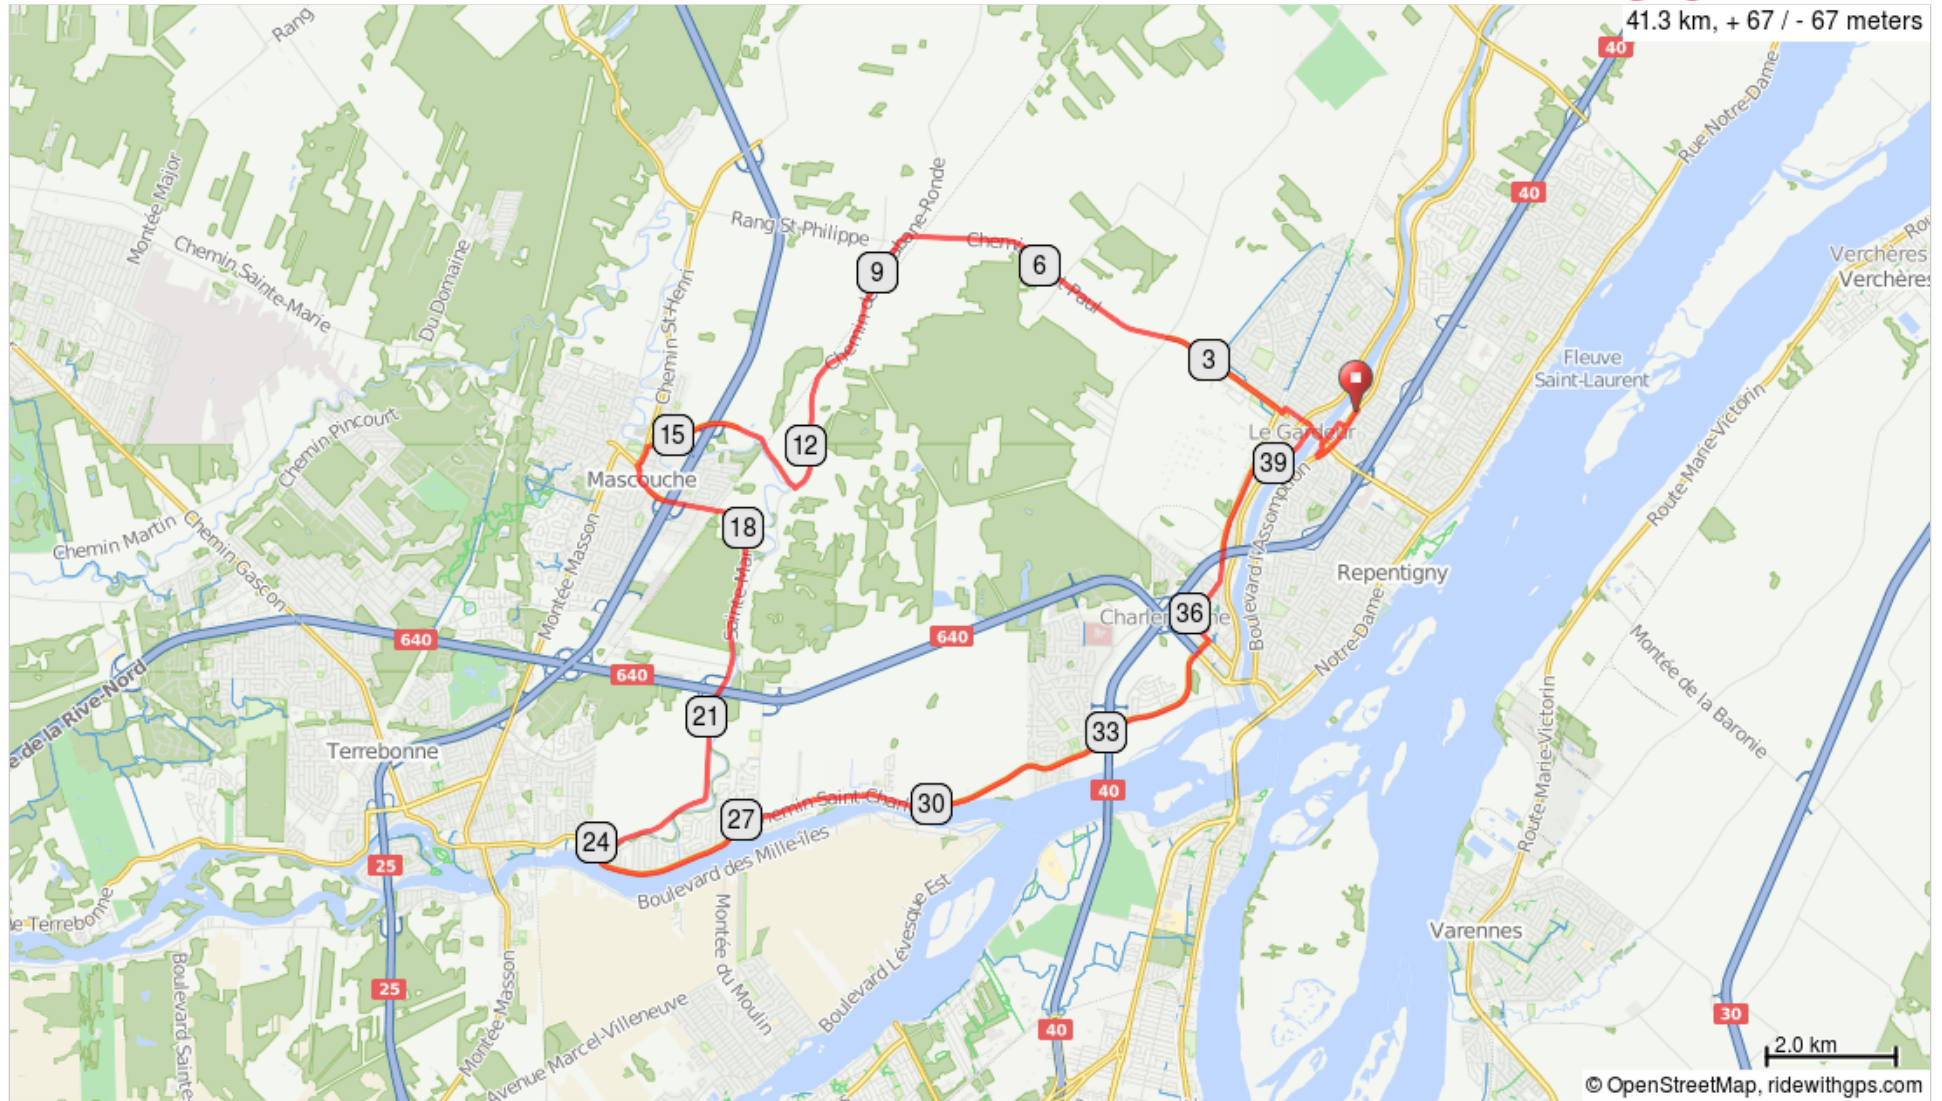 41.3 km, + 67 / - 67 meters
40
Rang
Rue Notre-Dame
Montée Major
40
Rang St-Philippe
Chemin Sainte-Marie
Du Domaine
Verchères
Verchères
9
6
Chemin St-Henri
3
Fleuve
Saint-Laurent
Route Marie-Victorin
Chemin Pincourt
15
12
Le Gardeur
39
Mascouche
18
Chemin Martin
Chemin Gascon
Montée Masson
Boulevard l'Assomption
Repentigny
36
640
640
640
Notre-Dame
Montée de la Baronie
e de la Rive-Nord
21
33
Terrebonne
Route Marie-Victorin
40
30
27
24
25
Boulevard des Mille-îles
Boulevard Lévesque Est
Montée du Moulin
Varennes
de Terrebonne
25
Boulevard Sainte-
Montée Masson
Avenue Marcel-Villeneuve
40
30
2.0 km
© OpenStreetMap, ridewithgps.com